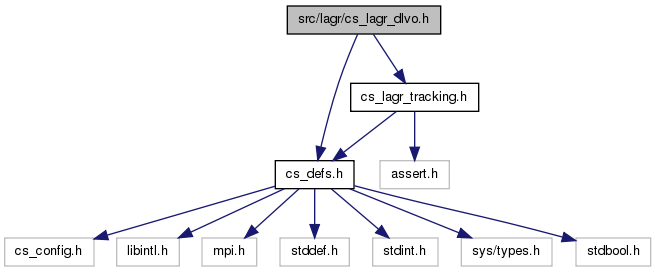 src/lagr/cs_lagr_dlvo.h
cs_lagr_tracking.h
cs_defs.h
assert.h
cs_config.h
libintl.h
mpi.h
stddef.h
stdint.h
sys/types.h
stdbool.h